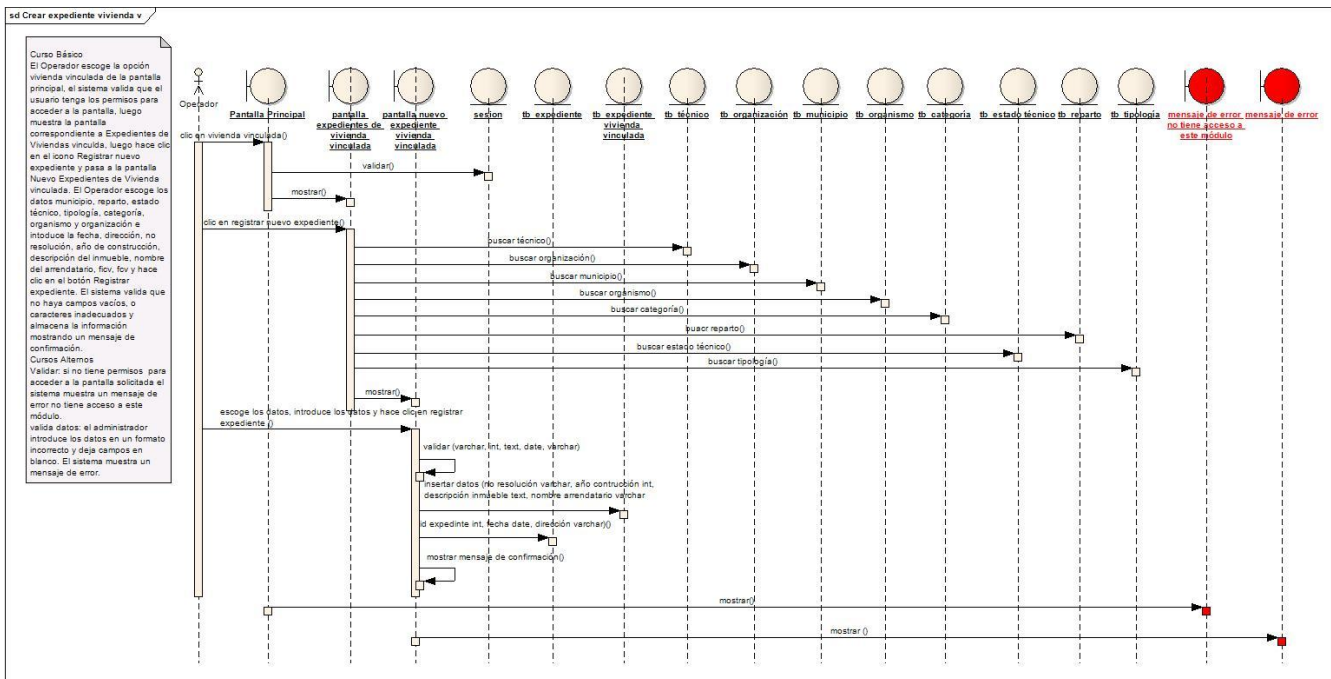 sd Crear expediente vivienda v
Curso Básico
El Operador escoge la opción
vivienda vinculada de la pantalla
principal, el sistema valida que el
usuario tenga los permisos para
acceder a la pantalla, luego
muestra la pantalla
correspondiente a Expedientes de
Viviendas vinculda, luego hace clic
en el icono Registrar nuevo
expediente y pasa a la pantalla
Nuevo Expedientes de Vivienda
vinculada. El Operador escoge los
datos municipio, reparto, estado
técnico, tipología, categoría,
organismo y organización e
intoduce la fecha, dirección, no
resolución, año de construcción,
descripción del inmueble, nombre
del arrendatario, ficv, fcv y hace
clic en el botón Registrar
expediente. El sistema valida que
no haya campos vacíos, o
caracteres inadecuados y
almacena la información
mostrando un mensaje de
confirmación.
Cursos Alternos
Validar: si no tiene permisos para
acceder a la pantalla solicitada el
sistema muestra un mensaje de
error no tiene acceso a este
módulo.
valida datos: el administrador
introduce los datos en un formato
incorrecto y deja campos en
blanco. El sistema muestra un
mensaje de error.
Operador
Pantalla Principal
pantalla
expedientes de
vivienda
vinculada
pantalla nuevo
expediente
vivienda
vinculada
sesion
tb_expediente
tb_expediente_
vivienda
vinculada
tb_técnico
tb_organización
tb_municipio
tb_organismo
tb_categoria
tb_estado técnico
tb_reparto
tb_tipologia
mensaje de error
no tiene acceso a
este módulo
mensaje de error
clic en vivienda vinculada()
validar()
mostrar()
clic en registrar nuevo expediente()
buscar técnico()
buscar organización()
buscar municipio()
buscar organismo()
buscar categoría()
buacr reparto()
buscar estado técnico()
buscar tipología()
mostrar()
escoge los datos, introduce los datos y hace clic en registrar
expediente ()
validar (varchar, int, text, date, varchar)
insertar datos (no resolución varchar, año contrucción int,
descripción inmueble text, nombre arrendatario varchar
id expedinte int, fecha date, dirección varchar)()
mostrar mensaje de confirmación()
mostrar()
mostrar ()